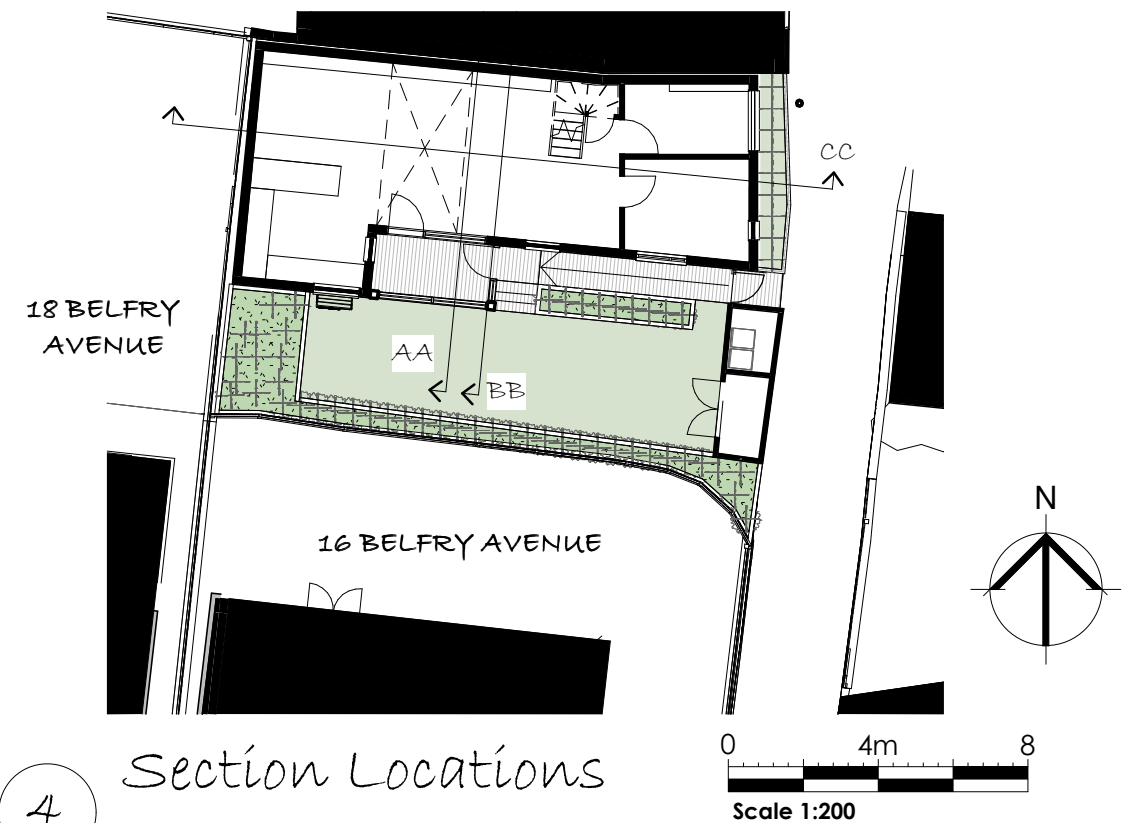 CC
18 BELFRY
AVENUE
AA
BB
16 BELFRY AVENUE
N
Section Locations
4
0 4m 8
Scale 1:200